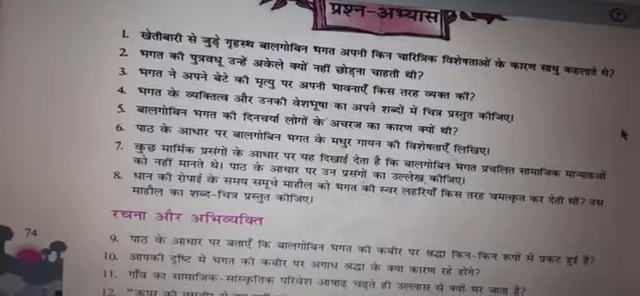 प्रश्न-अभ्यास
1. खेतीबारी से जुड़े गृहस्थ बालगोबिन भगत अपनी किन चारित्रिक विशेषताओं के कारण साधु कहलाते थे?
2. भगत की पुत्रवधू उन्हें अकेले क्यों नहीं छोड़ना चाहती थी?
3. भगत ने अपने बेटे की मृत्यु पर अपनी भावनाएँ किस तरह व्यक्त कीं?
4. भगत के व्यक्तित्व और उनकी वेशभूषा का अपने शब्दों में चित्र प्रस्तुत कीजिए।
5. बालगोबिन भगत की दिनचर्या लोगों के अचरज का कारण क्यों थी?
6. पाठ के आधार पर बालगोबिन भगत के मधुर गायन की विशेषताएँ लिखिए।
7. कुछ मार्मिक प्रसंगों के आधार पर यह दिखाई देता है कि बालगोबिन भगत प्रचलित सामाजिक मान्यताओं
को नहीं मानते थे। पाठ के आधार पर उन प्रसंगों का उल्लेख कीजिए।
8. धान की रोपाई के समय समूचे माहौल को भगत की स्वर लहरियाँ किस तरह चमत्कृत कर देती थीं? उस
माहौल का शब्द-चित्र प्रस्तुत कीजिए।
रचना और अभिव्यक्ति
74
9. पाठ के आधार पर बताएँ कि बालगोबिन भगत की कबीर पर श्रद्धा किन-किन रूपों में प्रकट हुई है?
10. आपकी दृष्टि में भगत की कबीर पर अगाध श्रद्धा के क्या कारण रहे होंगे?
11. गाँव का सामाजिक-सांस्कृतिक परिवेश आषाढ़ चढ़ते ही उल्लास से क्यों भर जाता है?
12.